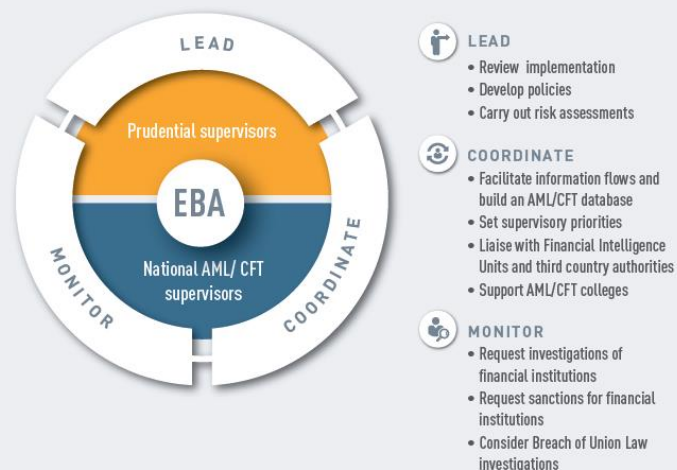 LEAD
Prudential supervisors
EBA
National AML/ CFT
supervisors
MONITOR
COORDINATE
LEAD
• Review implementation
• Develop policies
• Carry out risk assessments
COORDINATE
• Facilitate information flows and
build an AML/CFT database
• Set supervisory priorities
• Liaise with Financial Intelligence
Units and third country authorities
• Support AML/CFT colleges
MONITOR
• Request investigations of
financial institutions
• Request sanctions for financial
institutions
• Consider Breach of Union Law
investigations